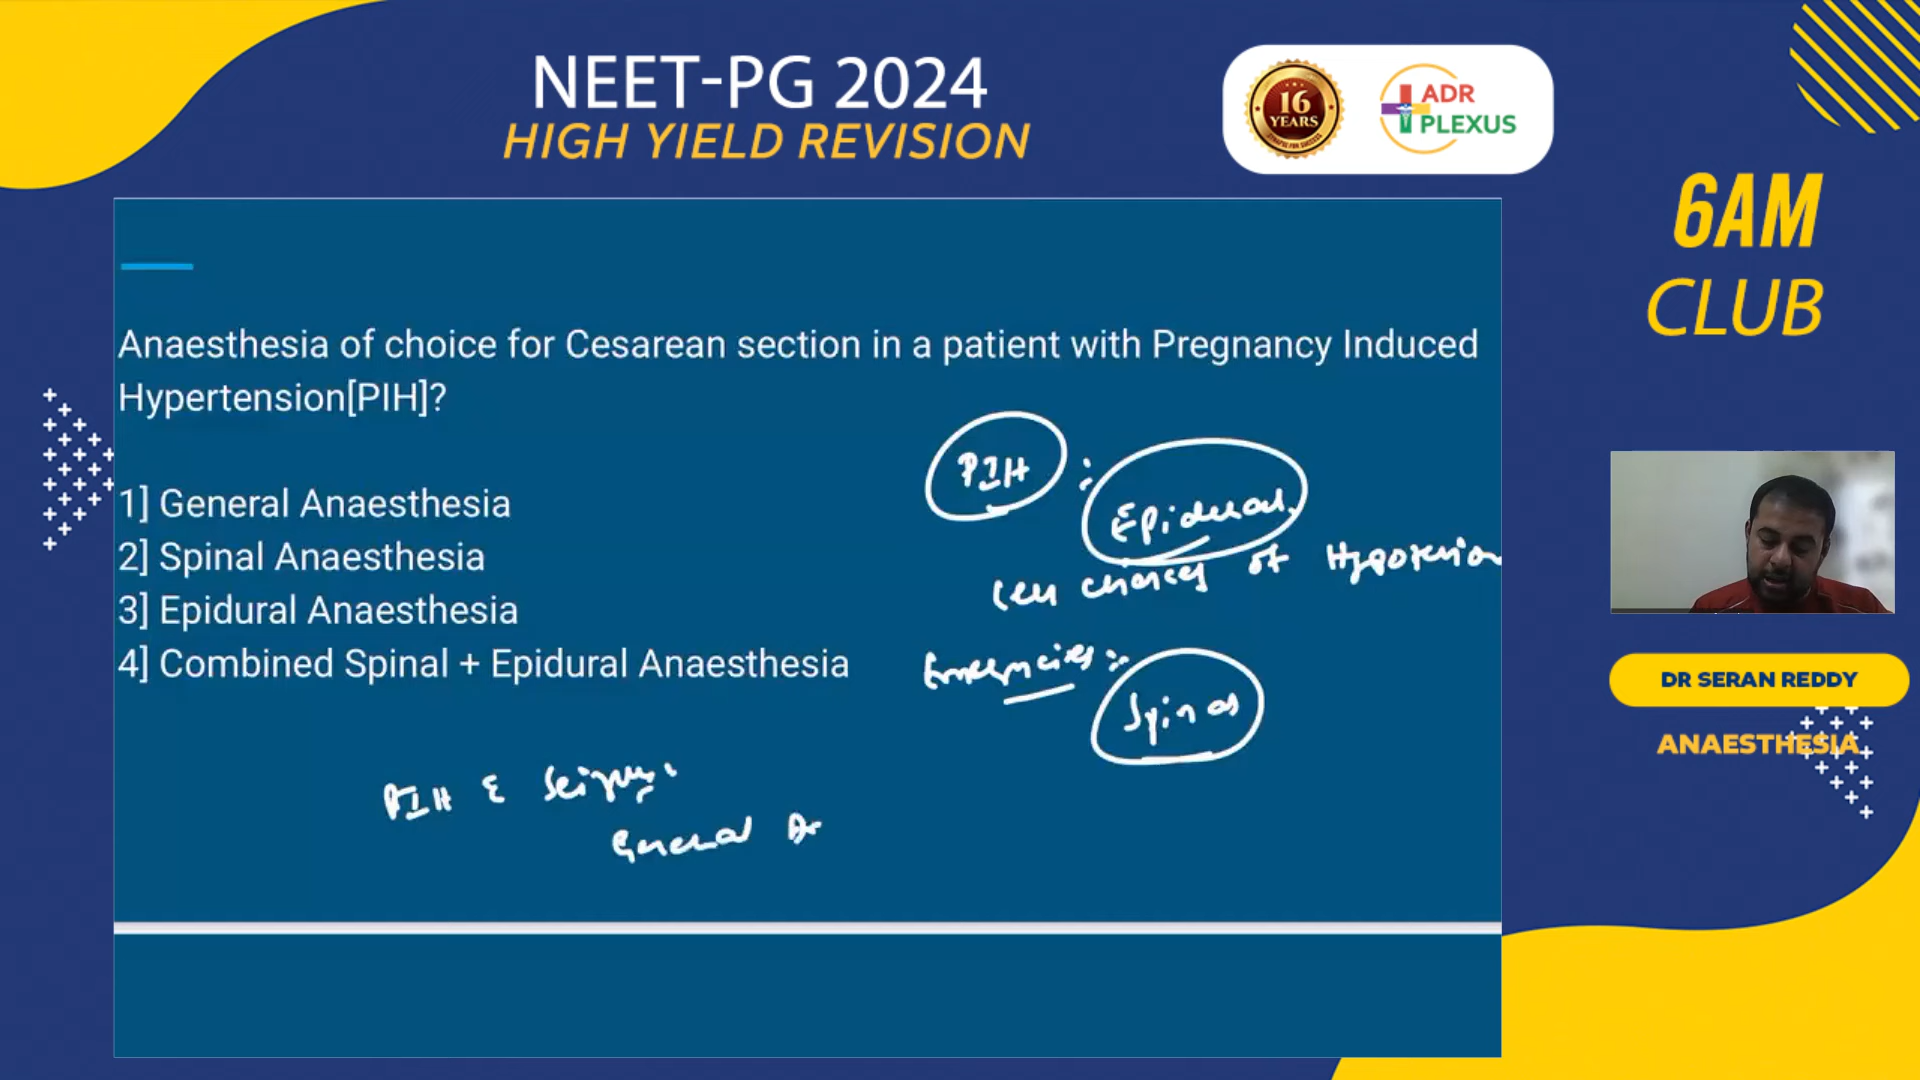 NEET-PG 2024
HIGH YIELD REVISION
16
YEARS
ADR
PLEXUS
6AM
CLUB
Anaesthesia of choice for Cesarean section in a patient with Pregnancy Induced
Hypertension[PIH]?
1] General Anaesthesia
2] Spinal Anaesthesia
3] Epidural Anaesthesia
4] Combined Spinal + Epidural Anaesthesia
PIH :
Epidural
chances of Hypotension
Emergencies :-
Spinal
PIH
General
DR SERAN REDDY
ANAESTHESIA